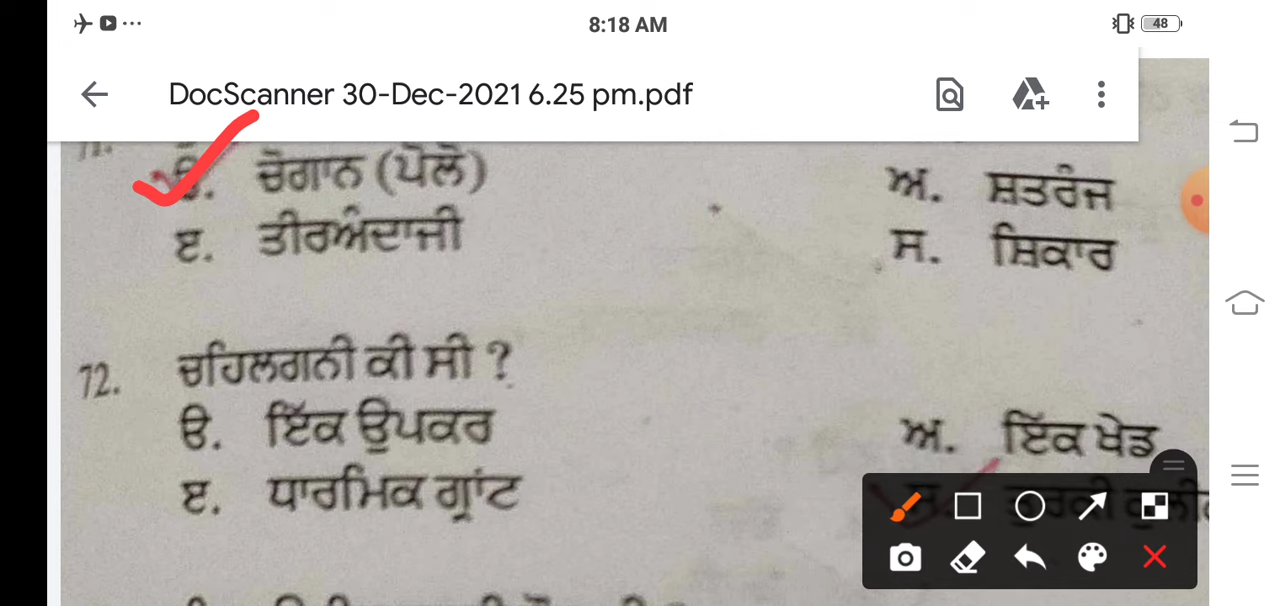 8:18 AM
48
DocScanner 30-Dec-2021 6.25 pm.pdf
ੳ. ਚੋਗਾਨ (ਪੋਲੋ)
ਅ. ਸ਼ਤਰੰਜ
ੲ. ਤੀਰਅੰਦਾਜੀ
ਸ. ਸ਼ਿਕਾਰ
72. ਚਹਿਲਗਨੀ ਕੀ ਸੀ ?
ੳ. ਇੱਕ ਉਪਕਰ
ਅ. ਇੱਕ ਖੇਡ
ੲ. ਧਾਰਮਿਕ ਗ੍ਰਾਂਟ
ਸ. ਤੁਰਕੀ